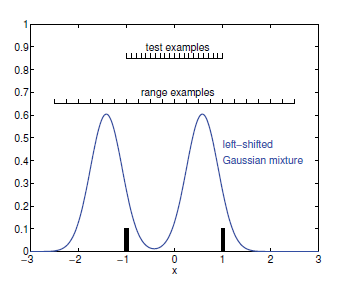 1
0.9
test examples
0.8
0.7
range examples
0.6
0.5
left−shifted
0.4
Gaussian mixture
0.3
0.2
0.1
0
−3 −2 −1 0 1 2 3
x